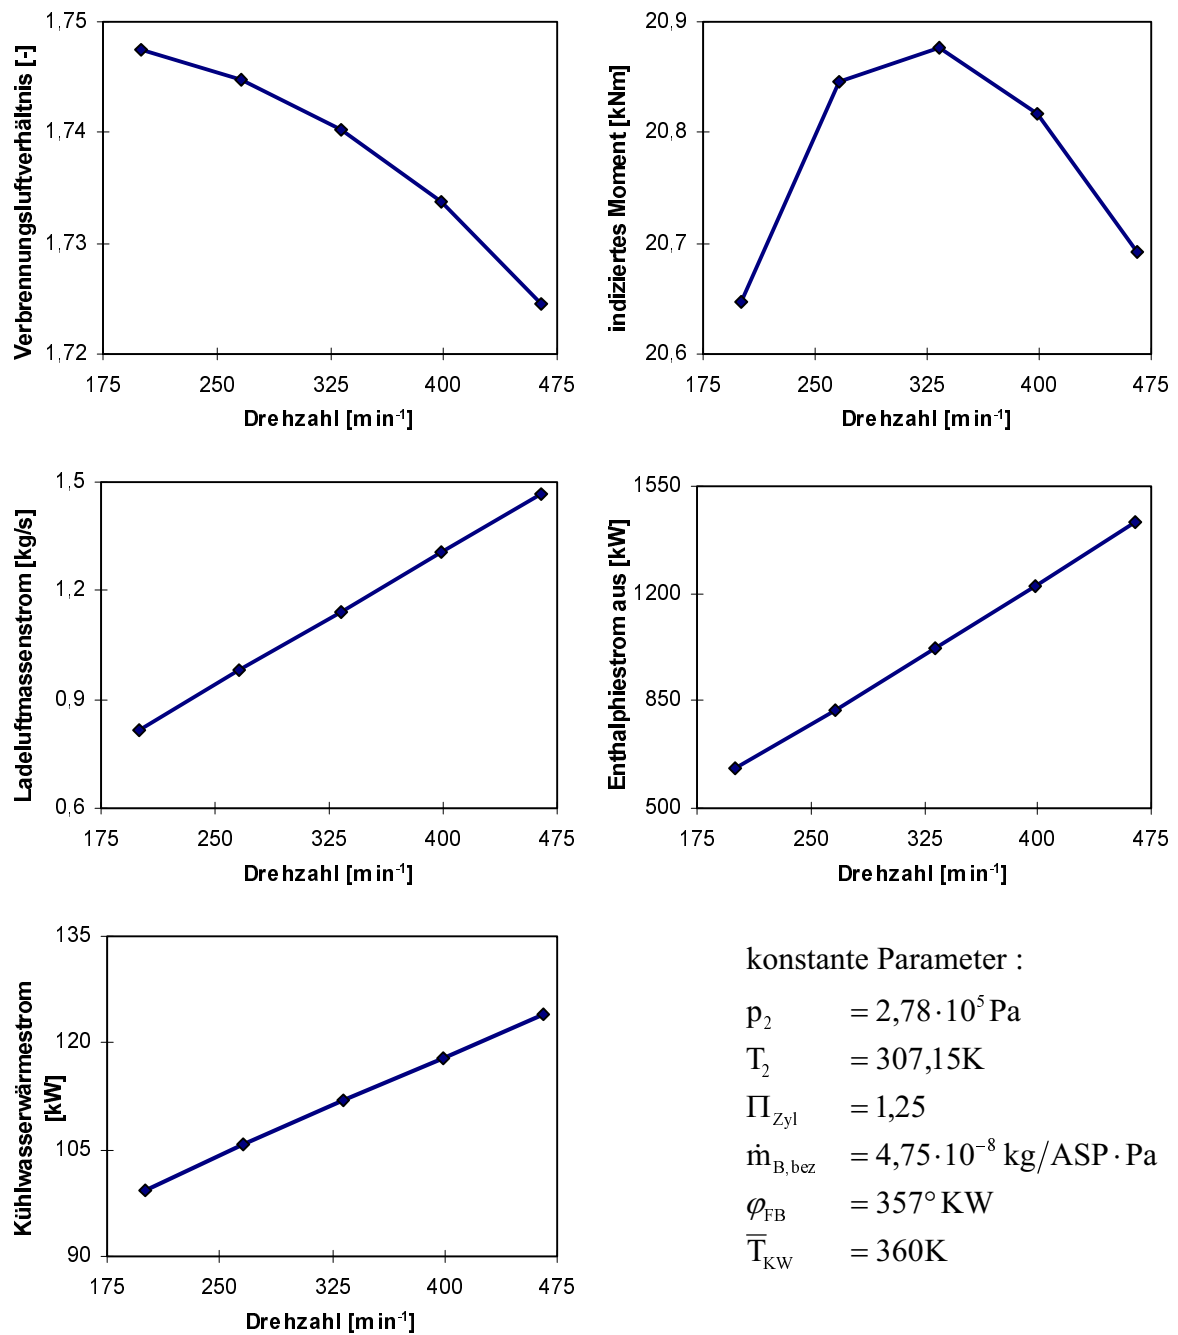 Verbrennungsluftverhältnis [-]
1,75
1,74
1,73
1,72
175 250 325 400 475
Drehzahl [min⁻¹]
indiziertes Moment [kNm]
20,9
20,8
20,7
20,6
175 250 325 400 475
Drehzahl [min⁻¹]
Ladeluftmassenstrom [kg/s]
1,5
1,2
0,9
0,6
175 250 325 400 475
Drehzahl [min⁻¹]
Enthalphiestrom aus [kW]
1550
1200
850
500
175 250 325 400 475
Drehzahl [min⁻¹]
Kühlwasserwärmestrom
[kW]
135
120
105
90
175 250 325 400 475
Drehzahl [min⁻¹]
konstante Parameter :
p₂ = 2,78·10⁵ Pa
T₂ = 307,15K
Π_Zyl = 1,25
ṁ_B,bez = 4,75·10⁻⁸ kg/ASP·Pa
φ_FB = 357° KW
T̅_KW = 360K